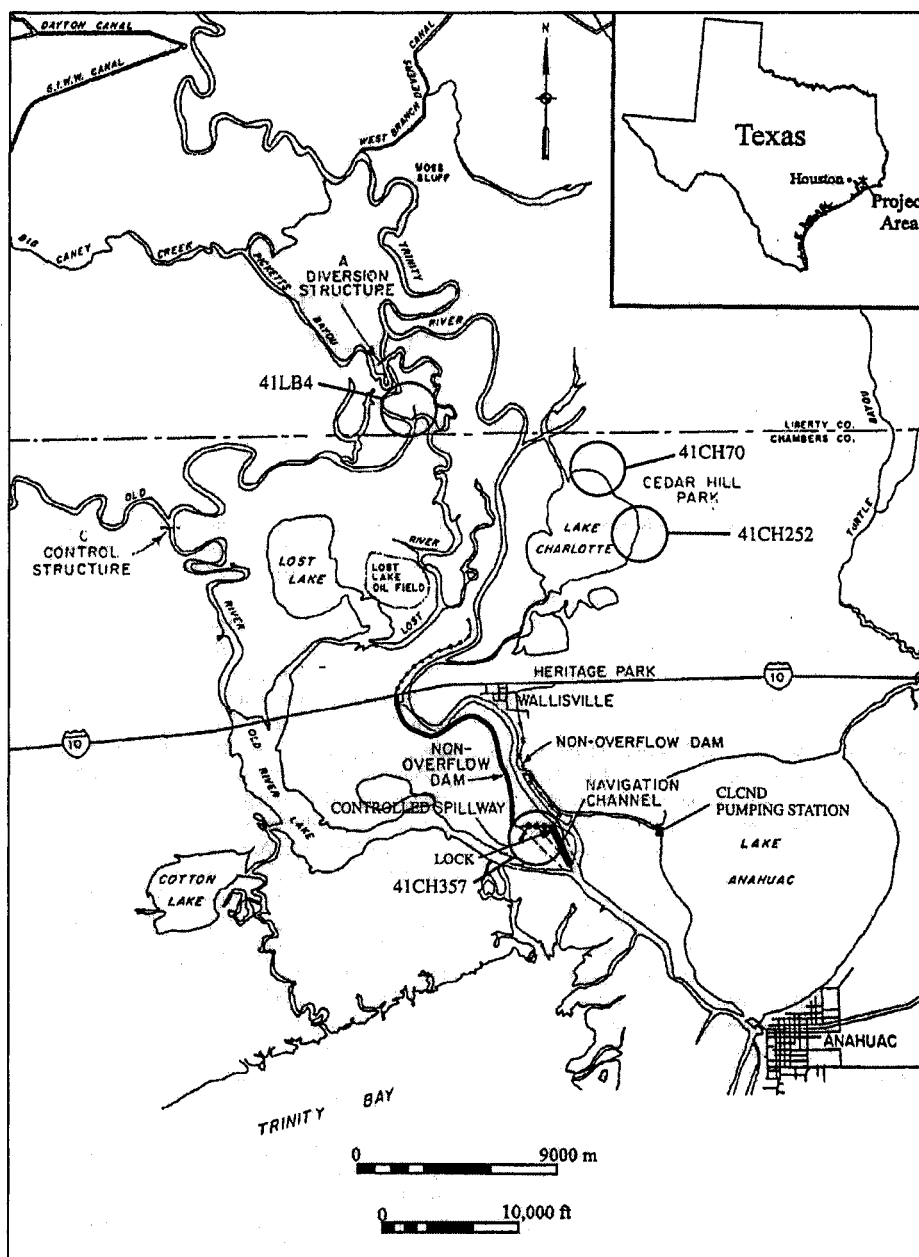 DAYTON CANAL
G.I.W.W. CANAL
WEST BRANCH DEVERS CANAL
N
Texas
Houston
Project
Area
MOSS
BLUFF
BIG CANEY CREEK
PICKETTS BAYOU
A
DIVERSION
STRUCTURE
TRINITY RIVER
41LB4
LIBERTY CO.
CHAMBERS CO.
TURTLE BAYOU
41CH70
CEDAR HILL
PARK
41CH252
LAKE
CHARLOTTE
OLD RIVER
C
CONTROL
STRUCTURE
LOST
LAKE
LOST
LAKE
OIL FIELD
LOST RIVER
HERITAGE PARK
10
WALLISVILLE
10
NON-
OVERFLOW
DAM
NON-OVERFLOW DAM
NAVIGATION
CHANNEL
CONTROLLED SPILLWAY
CLCND
PUMPING STATION
OLD RIVER LAKE
LOCK
41CH357
LAKE
ANAHUAC
COTTON
LAKE
OLD
ANAHUAC
TRINITY BAY
0 9000 m
0 10,000 ft